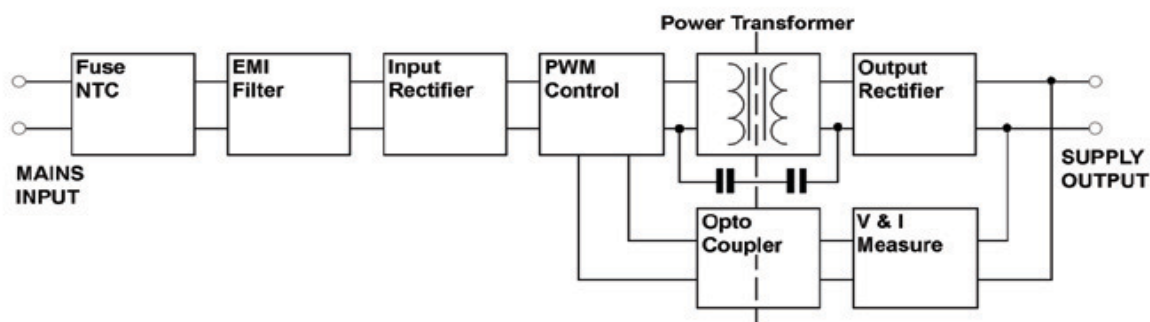 Power Transformer
Fuse
NTC
EMI
Filter
Input
Rectifier
PWM
Control
Output
Rectifier
MAINS
INPUT
SUPPLY
OUTPUT
Opto
Coupler
V & I
Measure